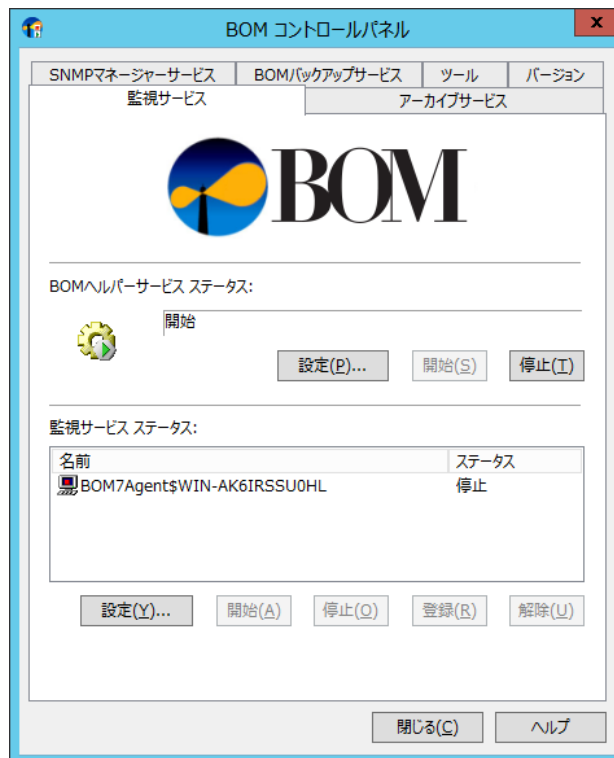 BOM コントロールパネル
x
SNMPマネージャーサービス
BOMバックアップサービス
ツール
バージョン
監視サービス
アーカイブサービス
BOM
BOMヘルパーサービス ステータス:
開始
設定(P)...
開始(S)
停止(T)
監視サービス ステータス:
名前
ステータス
BOM7Agent$WIN-AK6IRSSU0HL
停止
設定(Y)...
開始(A)
停止(O)
登録(R)
解除(U)
閉じる(C)
ヘルプ